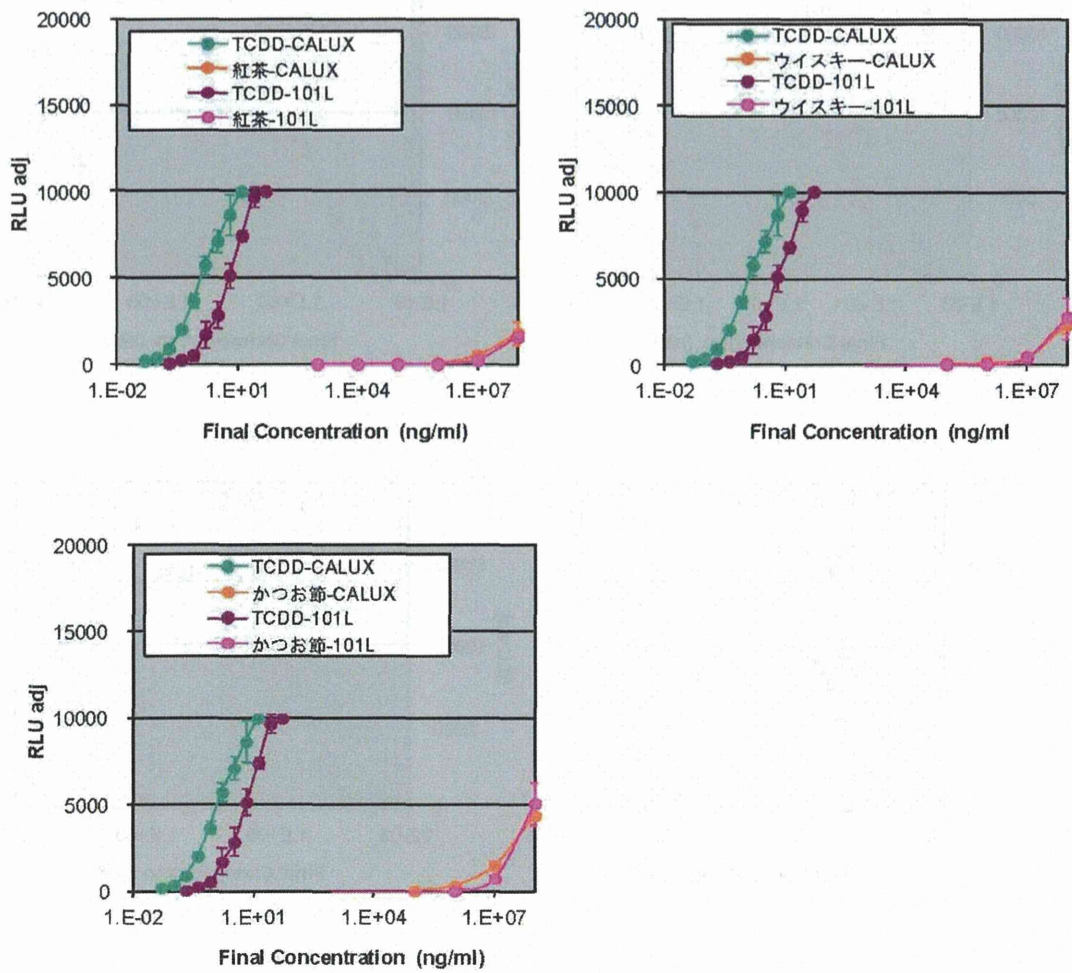 20000
15000
10000
5000
0
RLU adj
TCDD-CALUX
紅茶-CALUX
TCDD-101L
紅茶-101L
1.E-02 1.E+01 1.E+04 1.E+07
Final Concentration (ng/ml)
20000
15000
10000
5000
0
RLU adj
TCDD-CALUX
ウイスキー-CALUX
TCDD-101L
ウイスキー-101L
1.E-02 1.E+01 1.E+04 1.E+07
Final Concentration (ng/ml
20000
15000
10000
5000
0
RLU adj
TCDD-CALUX
かつお節-CALUX
TCDD-101L
かつお節-101L
1.E-02 1.E+01 1.E+04 1.E+07
Final Concentration (ng/ml)